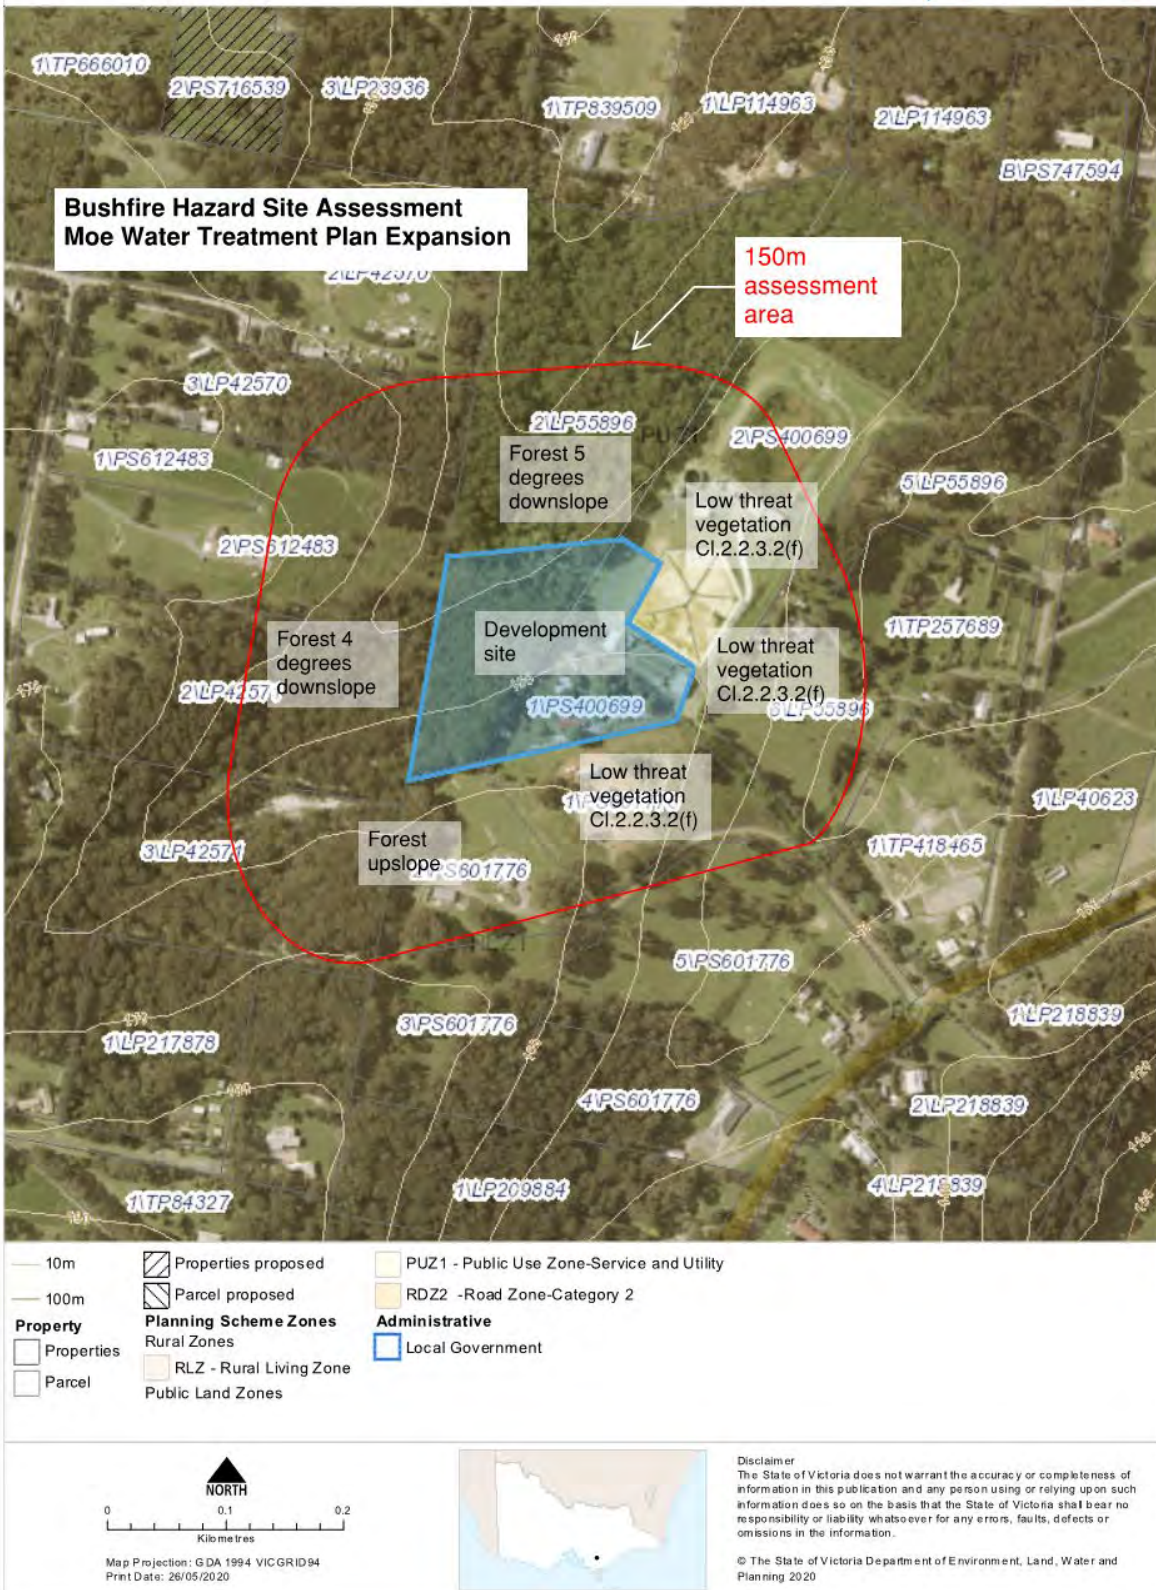 1\TP666010
2\PS716539
3\LP23936
1\TP839509
1\LP114963
2\LP114963
B\PS747594
Bushfire Hazard Site Assessment
Moe Water Treatment Plan Expansion
2\LP42570
150m
assessment
area
3\LP42570
2\LP55896
2\PS400699
1\PS612483
Forest 5
degrees
downslope
5\LP55896
Low threat
vegetation
Cl.2.2.3.2(f)
2\PS612483
Development
site
Forest 4
degrees
downslope
1\TP257689
Low threat
vegetation
Cl.2.2.3.2(f)
1\PS400699
6\LP55896
Low threat
vegetation
Cl.2.2.3.2(f)
1\LP40623
Forest
upslope
3\LP42571
1\TP418465
5\PS601776
3\PS601776
1\LP217878
1\LP218839
4\PS601776
2\LP218839
1\TP84327
1\LP209884
4\LP218839
10m
100m
Property
Properties
Parcel
Properties proposed
Parcel proposed
Planning Scheme Zones
Rural Zones
RLZ - Rural Living Zone
Public Land Zones
PUZ1 - Public Use Zone-Service and Utility
RDZ2 -Road Zone-Category 2
Administrative
Local Government
NORTH
0 0.1 0.2
Kilometres
Map Projection: GDA 1994 VICGRID94
Print Date: 26/05/2020
Disclaimer
The State of Victoria does not warrant the accuracy or completeness of
information in this publication and any person using or relying upon such
information does so on the basis that the State of Victoria shall bear no
responsibility or liability whatsoever for any errors, faults, defects or
omissions in the information.
© The State of Victoria Department of Environment, Land, Water and
Planning 2020